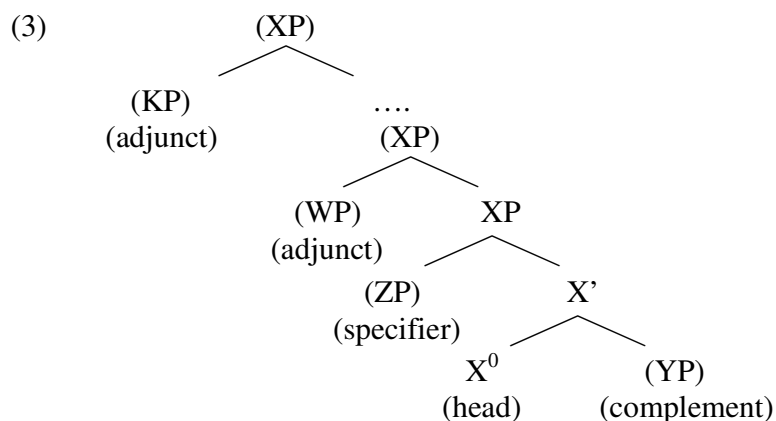 (3) (XP)
(KP) ….
(adjunct) (XP)
(WP) XP
(adjunct) (ZP) X’
(specifier) X⁰ (YP)
(head) (complement)